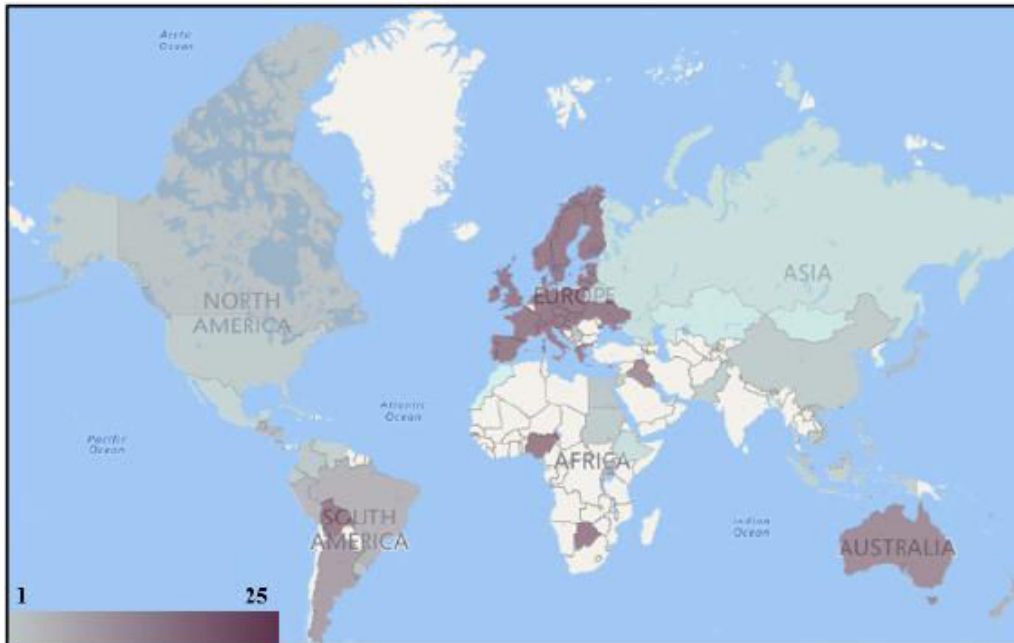 Arctic
Ocean
NORTH
AMERICA
EUROPE
ASIA
Atlantic
Ocean
Pacific
Ocean
AFRICA
SOUTH
AMERICA
Indian
Ocean
AUSTRALIA
1 25